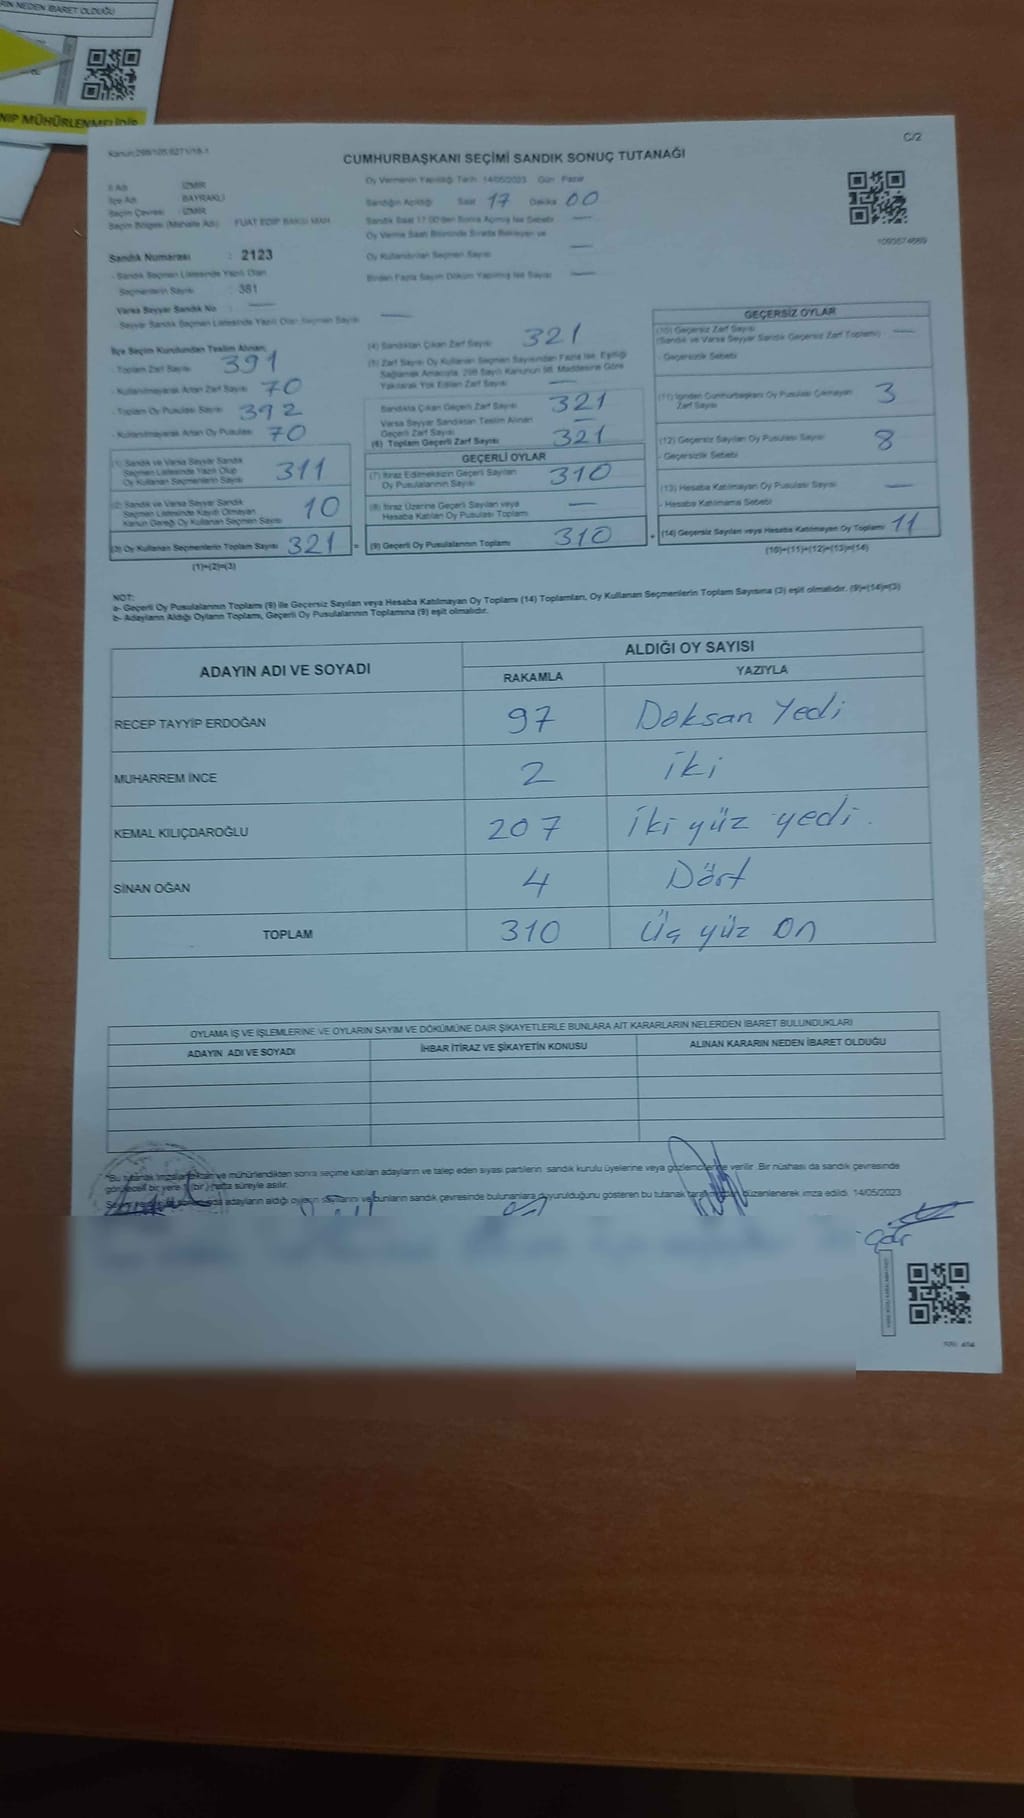 RIN NEDEN İBARET OLDUĞU
NIP MÜHÜRLENMELİDİR
C/2
CUMHURBAŞKANI SEÇİMİ SANDIK SONUÇ TUTANAĞI
İl Adı : İZMİR
İlçe Adı : BAYRAKLI
Seçim Çevresi : İZMİR
Seçim Bölgesi (Mahalle Adı) : FUAT EDİP BAKSI MAH.
Oy Vermenin Yapıldığı Tarih: 14/05/2023 Gün: Pazar
Sandığın Açıldığı Saat 17 Dakika 00
Sandık Saat 17:00'den Sonra Açılmış İse Sebebi —
Oy Verme Saati Bitiminde Sırada Bekleyen ve
Oy Kullandırılan Seçmen Sayısı —
Birden Fazla Sayım Döküm Yapılmış İse Sayısı —
Sandık Numarası : 2123
- Sandık Seçmen Listesinde Yazılı Olan
Seçmenlerin Sayısı : 381
Varsa Seyyar Sandık No : —
- Seyyar Sandık Seçmen Listesinde Yazılı Olan Seçmen Sayısı —
İlçe Seçim Kurulundan Teslim Alınan;
- Toplam Zarf Sayısı 391
- Kullanılmayarak Artan Zarf Sayısı 70
- Toplam Oy Pusulası Sayısı 392
- Kullanılmayarak Artan Oy Pusulası 70
(1) Sandık ve Varsa Seyyar Sandık
Seçmen Listesinde Yazılı Olup
Oy Kullanan Seçmenlerin Sayısı 311
(2) Sandık ve Varsa Seyyar Sandık
Seçmen Listesinde Kayıtlı Olmayan
Kanun Gereği Oy Kullanan Seçmen Sayısı 10
(3) Oy Kullanan Seçmenlerin Toplam Sayısı 321
(1)+(2)=(3)
(4) Sandıktan Çıkan Zarf Sayısı 321
(5) Zarf Sayısı Oy Kullanan Seçmen Sayısından Fazla İse, Eşitliği
Sağlamak Amacıyla, 298 Sayılı Kanunun 98. Maddesine Göre
Yakılarak Yok Edilen Zarf Sayısı —
Sandıkta Çıkan Geçerli Zarf Sayısı 321
Varsa Seyyar Sandıktan Teslim Alınan
Geçerli Zarf Sayısı —
(6) Toplam Geçerli Zarf Sayısı 321
GEÇERLİ OYLAR
(7) İtiraz Edilmeksizin Geçerli Sayılan
Oy Pusulalarının Sayısı 310
(8) İtiraz Üzerine Geçerli Sayılan veya
Hesaba Katılan Oy Pusulası Toplamı —
= (9) Geçerli Oy Pusulalarının Toplamı 310
GEÇERSİZ OYLAR
(10) Geçersiz Zarf Sayısı
(Sandık ve Varsa Seyyar Sandık Geçersiz Zarf Toplamı) —
- Geçersizlik Sebebi
(11) İçinden Cumhurbaşkanı Oy Pusulası Çıkmayan
Zarf Sayısı 3
(12) Geçersiz Sayılan Oy Pusulası Sayısı 8
- Geçersizlik Sebebi
(13) Hesaba Katılmayan Oy Pusulası Sayısı —
- Hesaba Katılmama Sebebi
+ (14) Geçersiz Sayılan veya Hesaba Katılmayan Oy Toplamı 11
(10)+(11)+(12)+(13)=(14)
NOT:
a- Geçerli Oy Pusulalarının Toplamı (9) ile Geçersiz Sayılan veya Hesaba Katılmayan Oy Toplamı (14) Toplamları, Oy Kullanan Seçmenlerin Toplam Sayısına (3) eşit olmalıdır. (9)+(14)=(3)
b- Adayların Aldığı Oyların Toplamı, Geçerli Oy Pusulalarının Toplamına (9) eşit olmalıdır.
ADAYIN ADI VE SOYADI
ALDIĞI OY SAYISI
RAKAMLA YAZIYLA
RECEP TAYYİP ERDOĞAN 97 Doksan Yedi
MUHARREM İNCE 2 iki
KEMAL KILIÇDAROĞLU 207 iki yüz yedi.
SİNAN OĞAN 4 Dört
TOPLAM 310 Üç yüz On
OYLAMA İŞ VE İŞLEMLERİNE VE OYLARIN SAYIM VE DÖKÜMÜNE DAİR ŞİKAYETLERLE BUNLARA AİT KARARLARIN NELERDEN İBARET BULUNDUKLARI
ADAYIN ADI VE SOYADI İHBAR İTİRAZ VE ŞİKAYETİN KONUSU ALINAN KARARIN NEDEN İBARET OLDUĞU
*Bu tutanak imzalandıktan ve mühürlendikten sonra seçime katılan adayların ve talep eden siyasi partilerin sandık kurulu üyelerine veya gözlemcilerine verilir. Bir nüshası da sandık çevresinde
görülecek bir yere 1 (bir) hafta süreyle asılır.
adayların aldığı oyların sayılarını ve bunların sandık çevresinde bulunanlara duyurulduğunu gösteren bu tutanak tarafımızdan düzenlenerek imza edildi. 14/05/2023